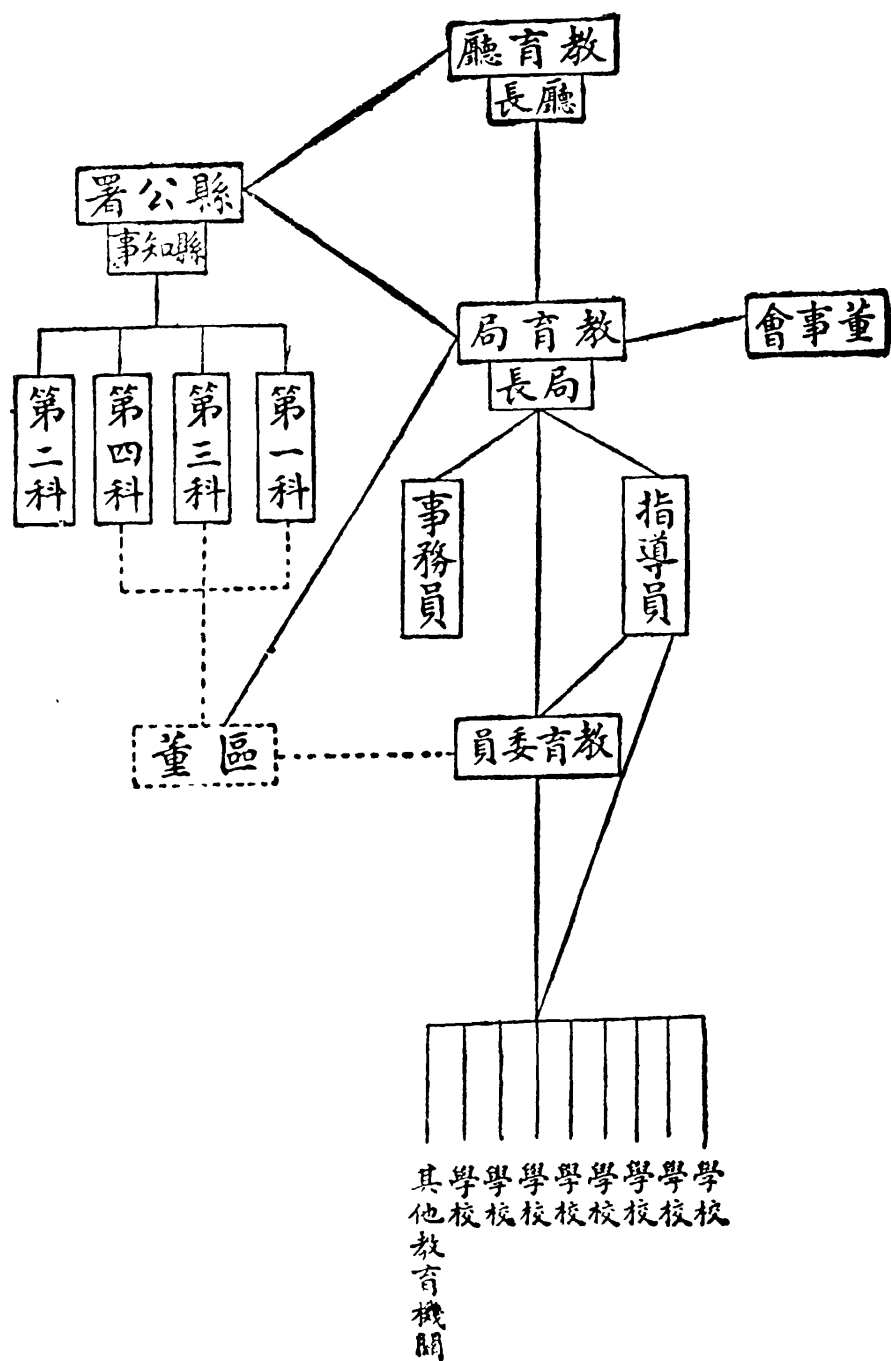 教育廳
廳長
縣公署
縣知事
教育局
局長
董事會
第一科
第三科
第四科
第二科
指導員
事務員
教育委員
區董
學校
學校
學校
學校
學校
學校
學校
學校
其他教育機關